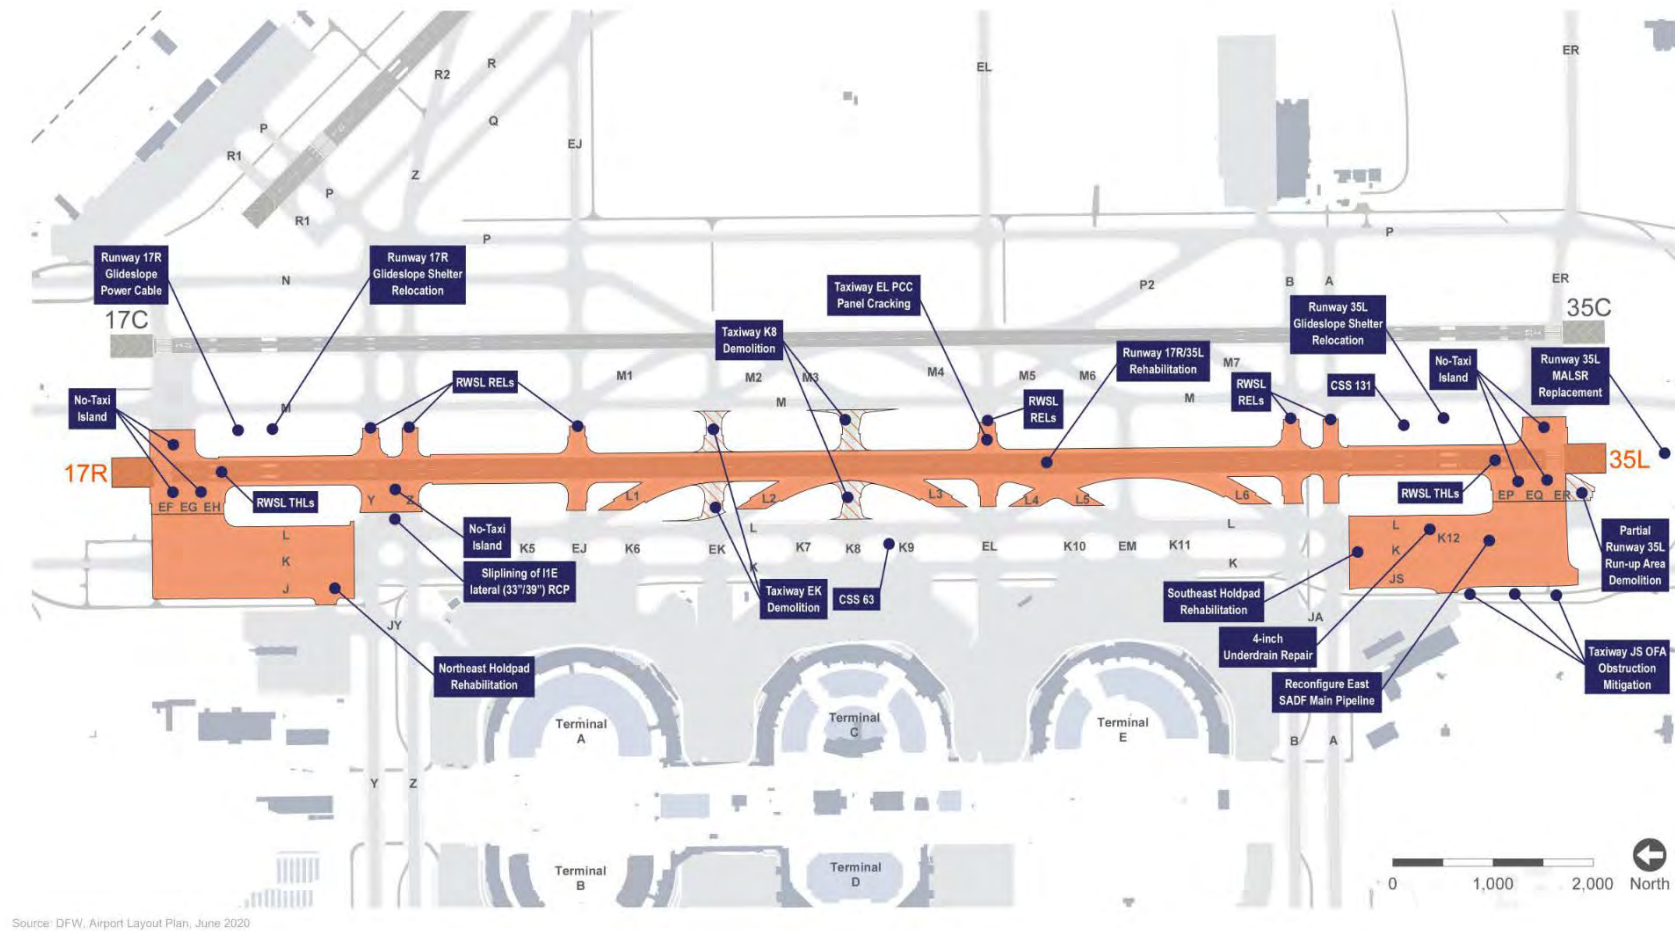 R2
R
EL
ER
Q
P
R1
EJ
Z
P
R1
P
P
N
P2
B
A
ER
Runway 17R
Glideslope
Power Cable
Runway 17R
Glideslope Shelter
Relocation
Taxiway EL PCC
Panel Cracking
Runway 35L
Glideslope Shelter
Relocation
17C
35C
Taxiway K8
Demolition
Runway 17R/35L
Rehabilitation
No-Taxi
Island
Runway 35L
MALSR
Replacement
No-Taxi
Island
RWSL RELs
M1
M2
M3
M4
M5
M6
M7
RWSL
RELs
RWSL
RELs
CSS 131
M
M
M
17R
35L
RWSL THLs
RWSL THLs
EF
EG
EH
Y
Z
L1
L2
L3
L4
L5
L6
EP
EQ
ER
No-Taxi
Island
L
K
J
L
L
L
K
JS
K12
K5
EJ
K6
EK
K7
K8
K9
EL
K10
EM
K11
K
K
Sliplining of I1E
lateral (33"/39") RCP
Taxiway EK
Demolition
CSS 63
Southeast Holdpad
Rehabilitation
Partial
Runway 35L
Run-up Area
Demolition
JY
JA
4-inch
Underdrain Repair
Taxiway JS OFA
Obstruction
Mitigation
Northeast Holdpad
Rehabilitation
Reconfigure East
SADF Main Pipeline
Terminal
A
Terminal
C
Terminal
E
B
A
Y
Z
Terminal
B
Terminal
D
0
1,000
2,000
North
Source: DFW, Airport Layout Plan, June 2020